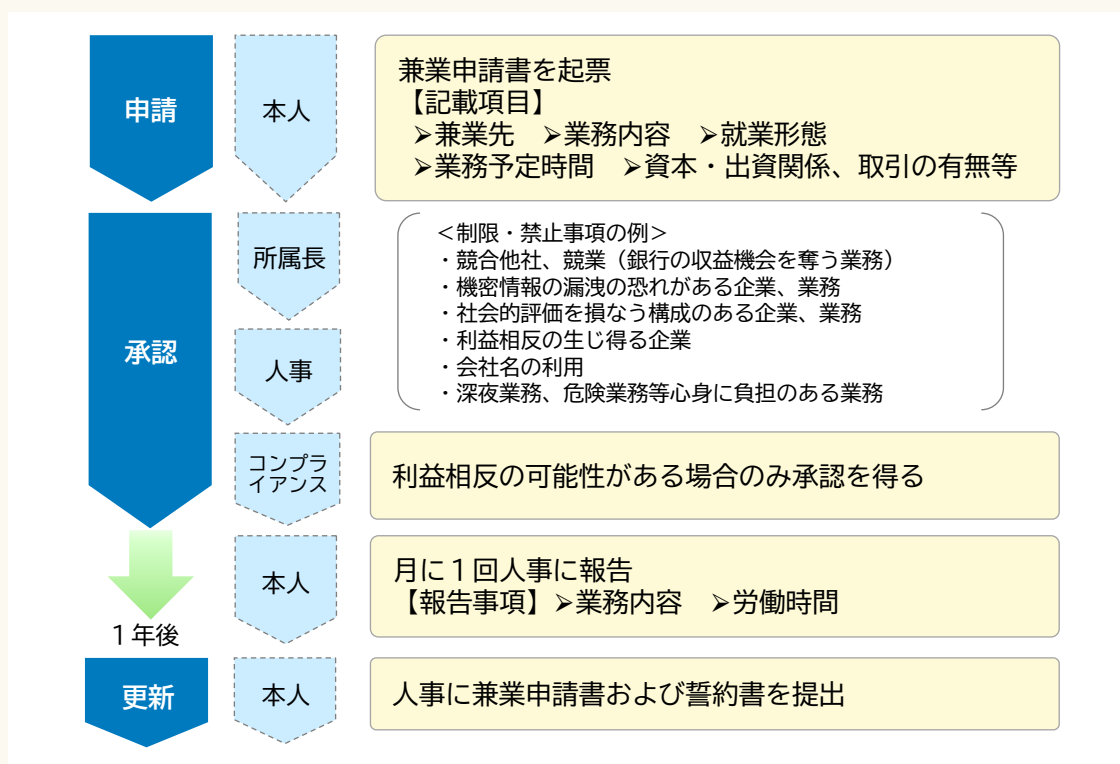 申請
本人
兼業申請書を起票
【記載項目】
➢兼業先　➢業務内容　➢就業形態
➢業務予定時間　➢資本・出資関係、取引の有無等
承認
所属長
人事
＜制限・禁止事項の例＞
・競合他社、競業（銀行の収益機会を奪う業務）
・機密情報の漏洩の恐れがある企業、業務
・社会的評価を損なう構成のある企業、業務
・利益相反の生じ得る企業
・会社名の利用
・深夜業務、危険業務等心身に負担のある業務
コンプラ
イアンス
利益相反の可能性がある場合のみ承認を得る
本人
月に１回人事に報告
【報告事項】➢業務内容　➢労働時間
１年後
更新
本人
人事に兼業申請書および誓約書を提出